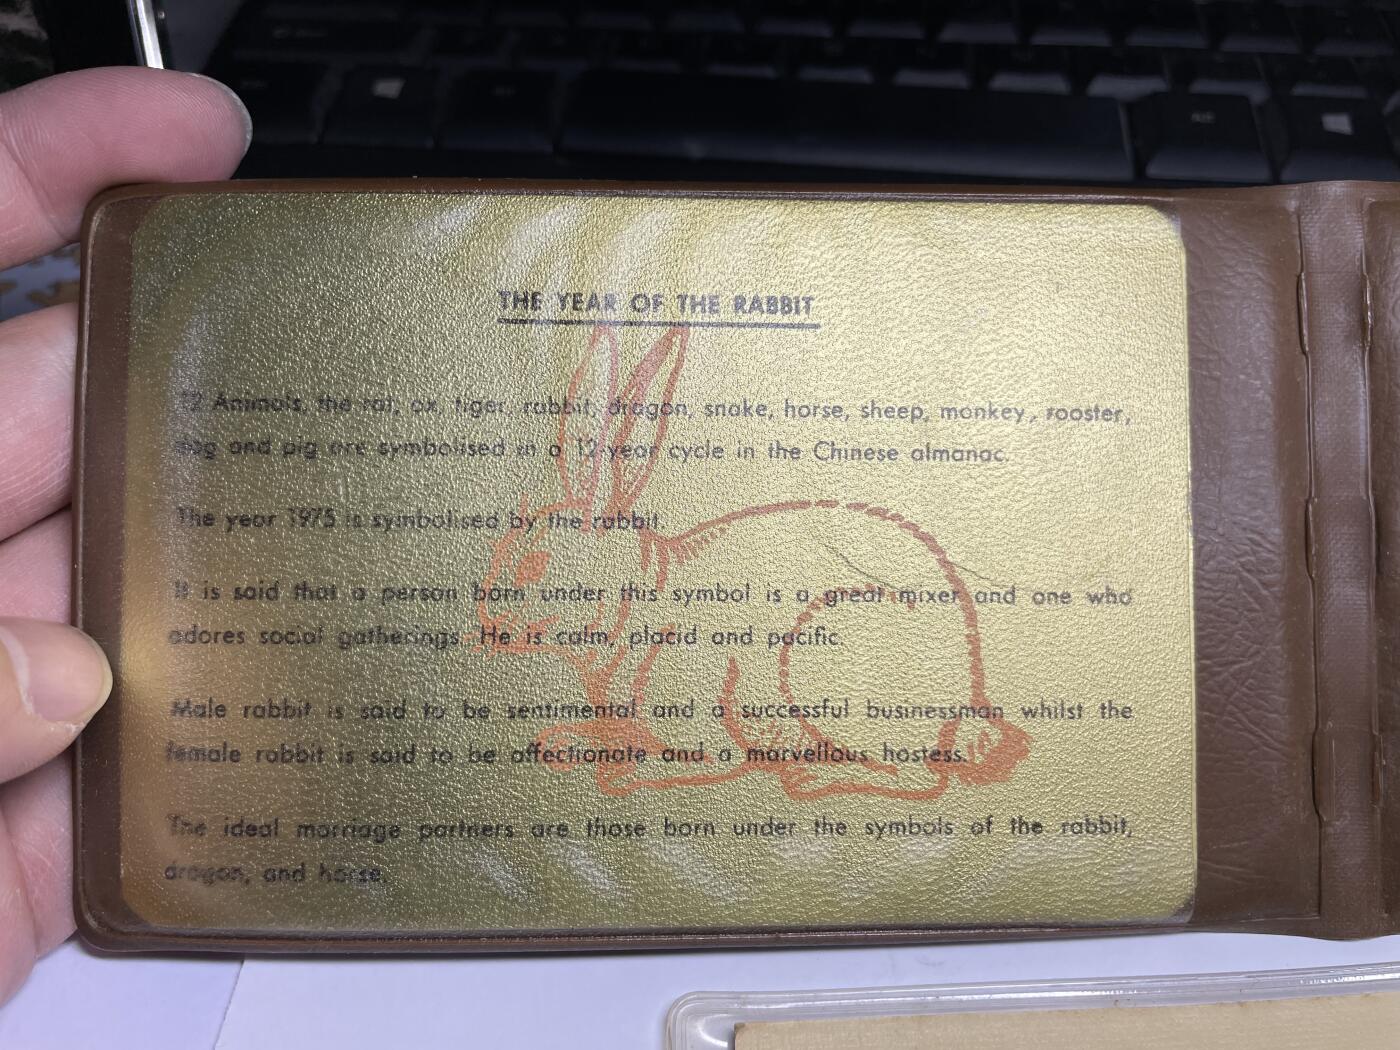 THE YEAR OF THE RABBIT
12 Animals, the rat, ox, tiger, rabbit, dragon, snake, horse, sheep, monkey, rooster,
dog and pig are symbolised in a 12-year cycle in the Chinese almanac.
The year 1975 is symbolised by the rabbit.
It is said that a person born under this symbol is a great mixer and one who
adores social gatherings. He is calm, placid and pacific.
Male rabbit is said to be sentimental and a successful businessman whilst the
female rabbit is said to be affectionate and a marvellous hostess.
The ideal marriage partners are those born under the symbols of the rabbit,
dragon, and horse.